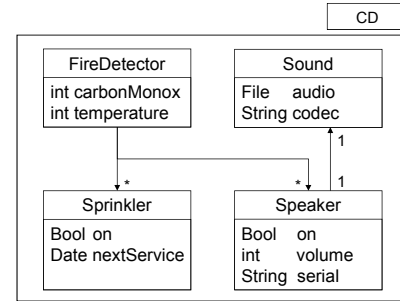 CD
FireDetector
int carbonMonox
int temperature
Sound
File audio
String codec
1
* * 1
Sprinkler
Bool on
Date nextService
Speaker
Bool on
int volume
String serial